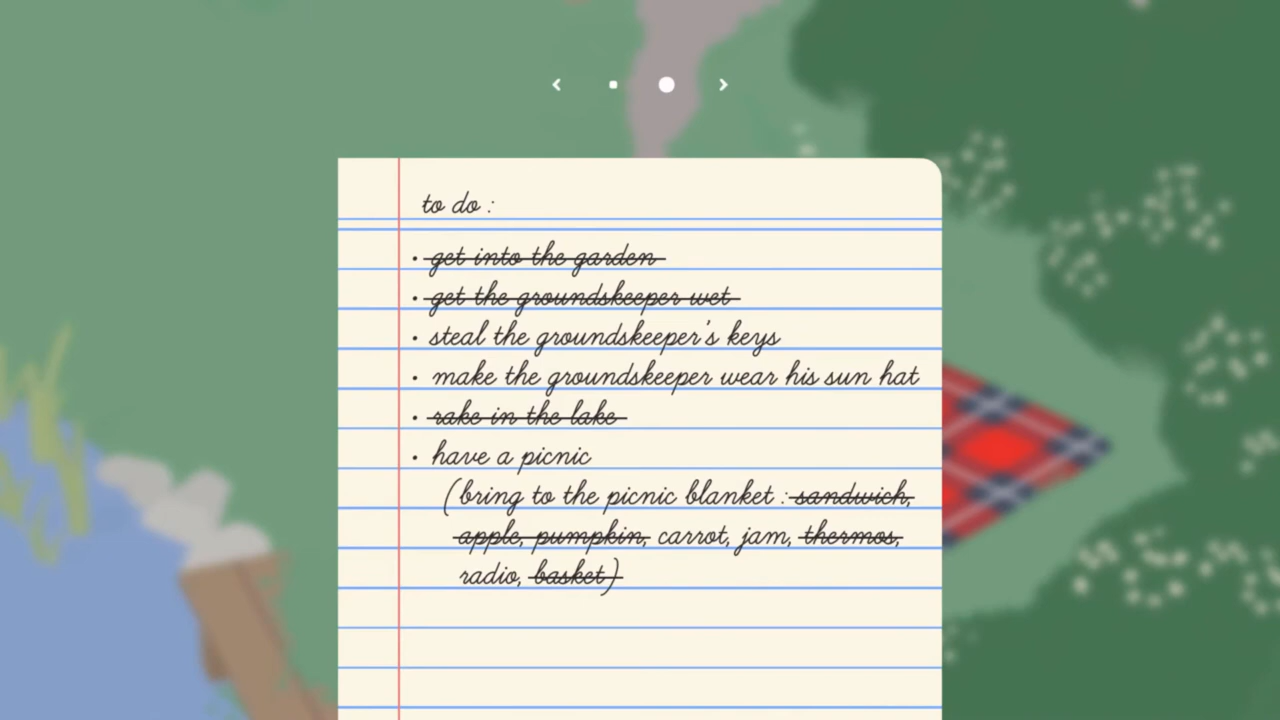 to do :
• get into the garden
• get the groundskeeper wet
• steal the groundskeeper's keys
• make the groundskeeper wear his sun hat
• rake in the lake
• have a picnic
(bring to the picnic blanket : sandwich,
apple, pumpkin, carrot, jam, thermos,
radio, basket)